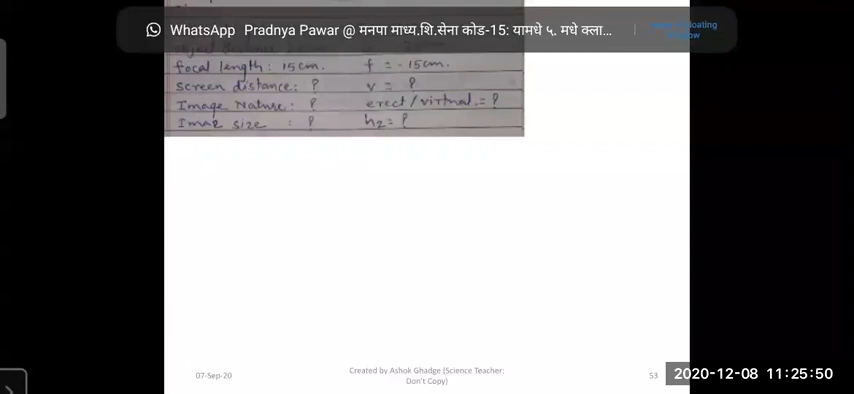 WhatsApp Pradnya Pawar @ मनपा माध्य.शि.सेना कोड-15: यामधे ५. मधे क्ला...
focal length : 15cm. f = - 15cm.
screen distance: ? v = ?
Image Nature: ? erect/virtual = ?
Image size : ? h2= ?
07-Sep-20
Created by Ashok Ghadge (Science Teacher:
Don't Copy)
53
2020-12-08 11:25:50